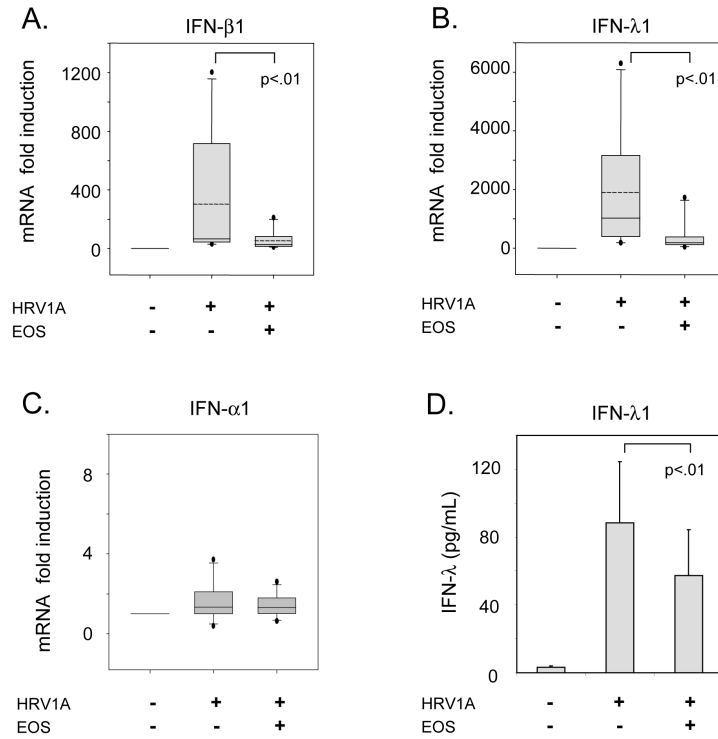 A.
IFN-β1
1200
800
400
0
mRNA fold induction
p<.01
HRV1A - + +
EOS - - +
B.
IFN-λ1
6000
4000
2000
0
mRNA fold induction
p<.01
HRV1A - + +
EOS - - +
C.
IFN-α1
8
4
0
mRNA fold induction
HRV1A - + +
EOS - - +
D.
IFN-λ1
120
80
40
0
IFN-λ (pg/mL)
p<.01
HRV1A - + +
EOS - - +